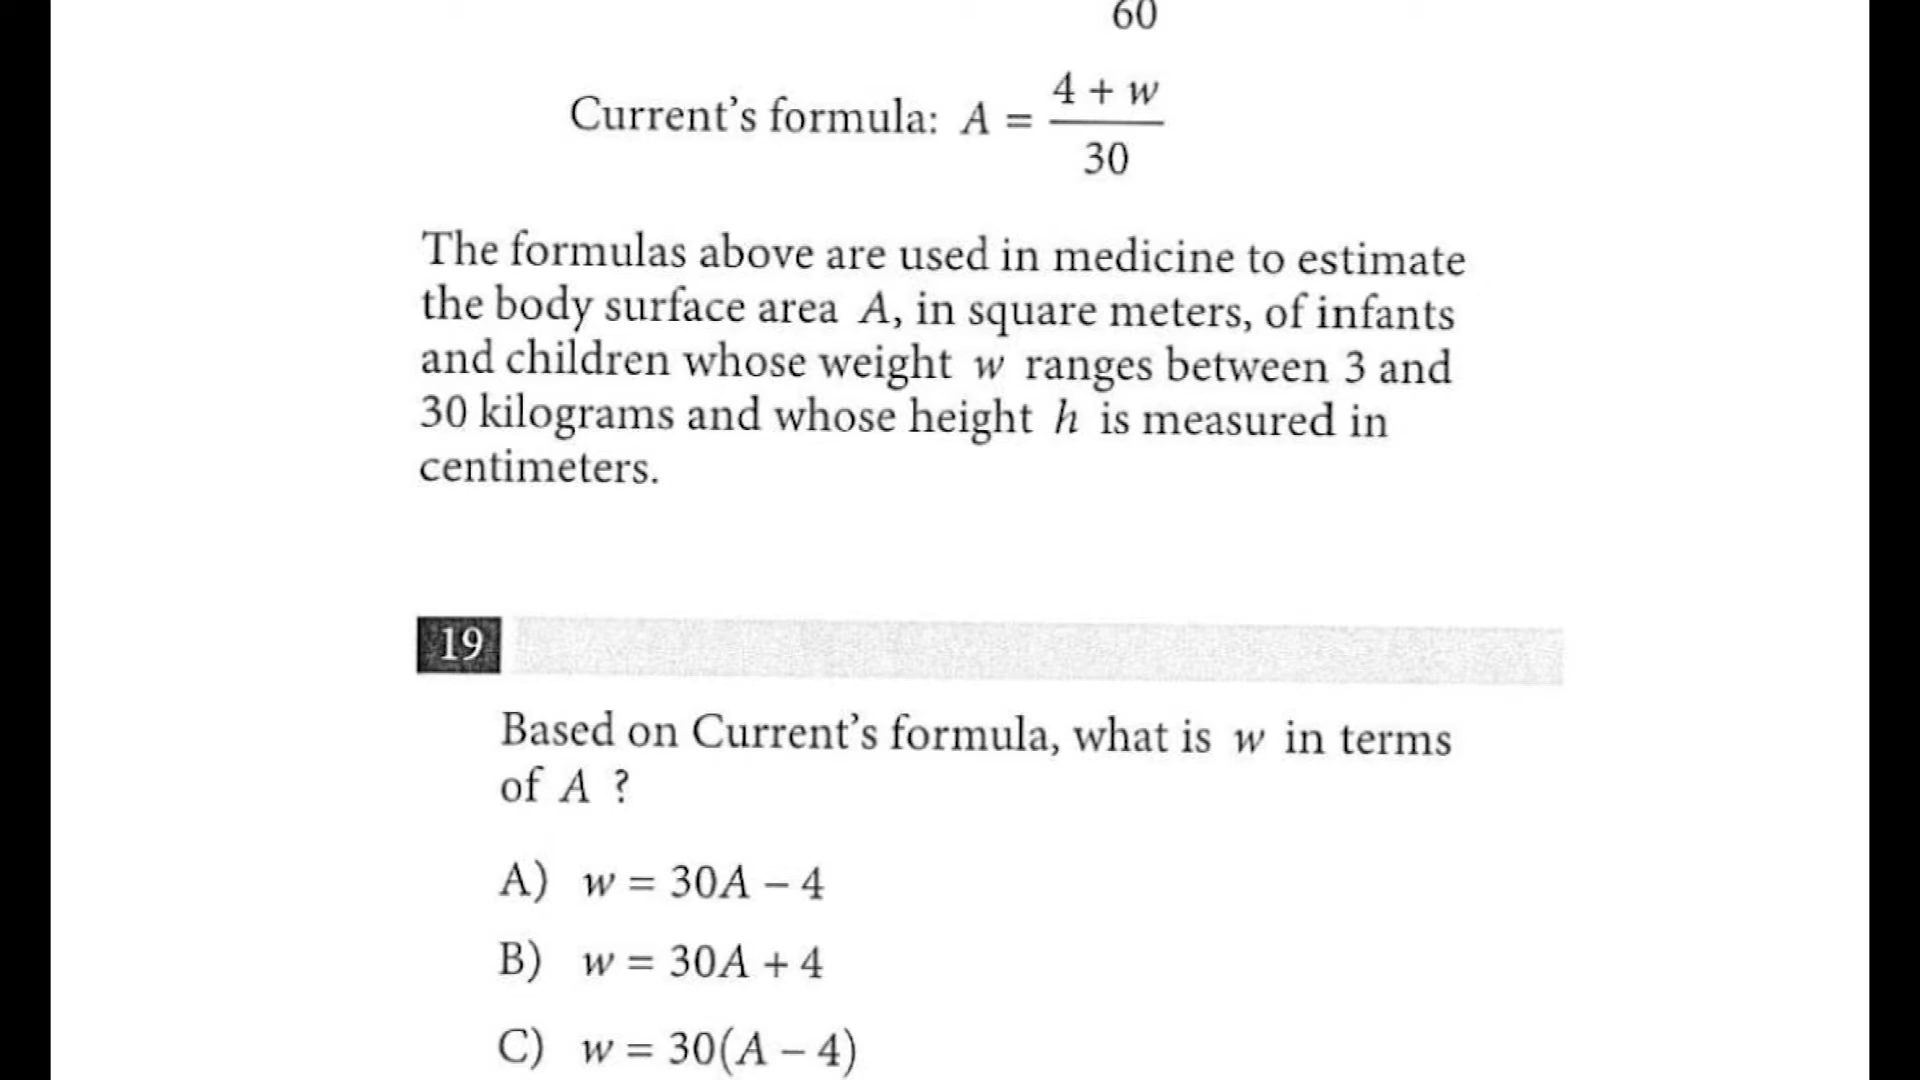 60
Current's formula: A = 4 + w
30
The formulas above are used in medicine to estimate
the body surface area A, in square meters, of infants
and children whose weight w ranges between 3 and
30 kilograms and whose height h is measured in
centimeters.
19
Based on Current's formula, what is w in terms
of A ?
A) w = 30A – 4
B) w = 30A + 4
C) w = 30(A – 4)